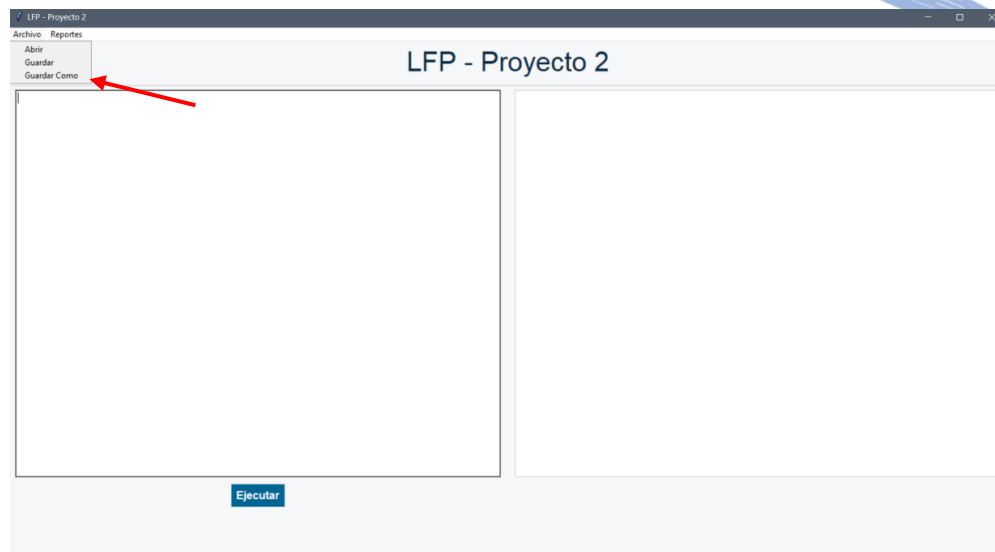 LFP - Proyecto 2
Archivo Reportes
Abrir
Guardar
Guardar Como
LFP - Proyecto 2
Ejecutar